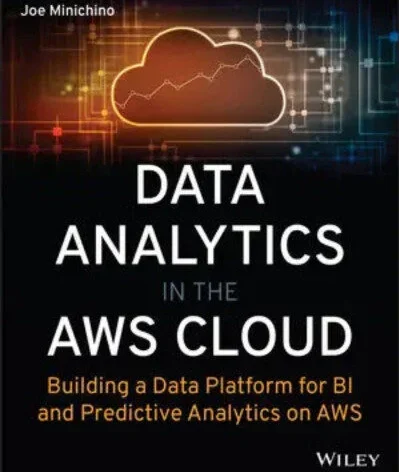 Joe Minichino
DATA
ANALYTICS
IN THE
AWS CLOUD
Building a Data Platform for BI
and Predictive Analytics on AWS
WILEY